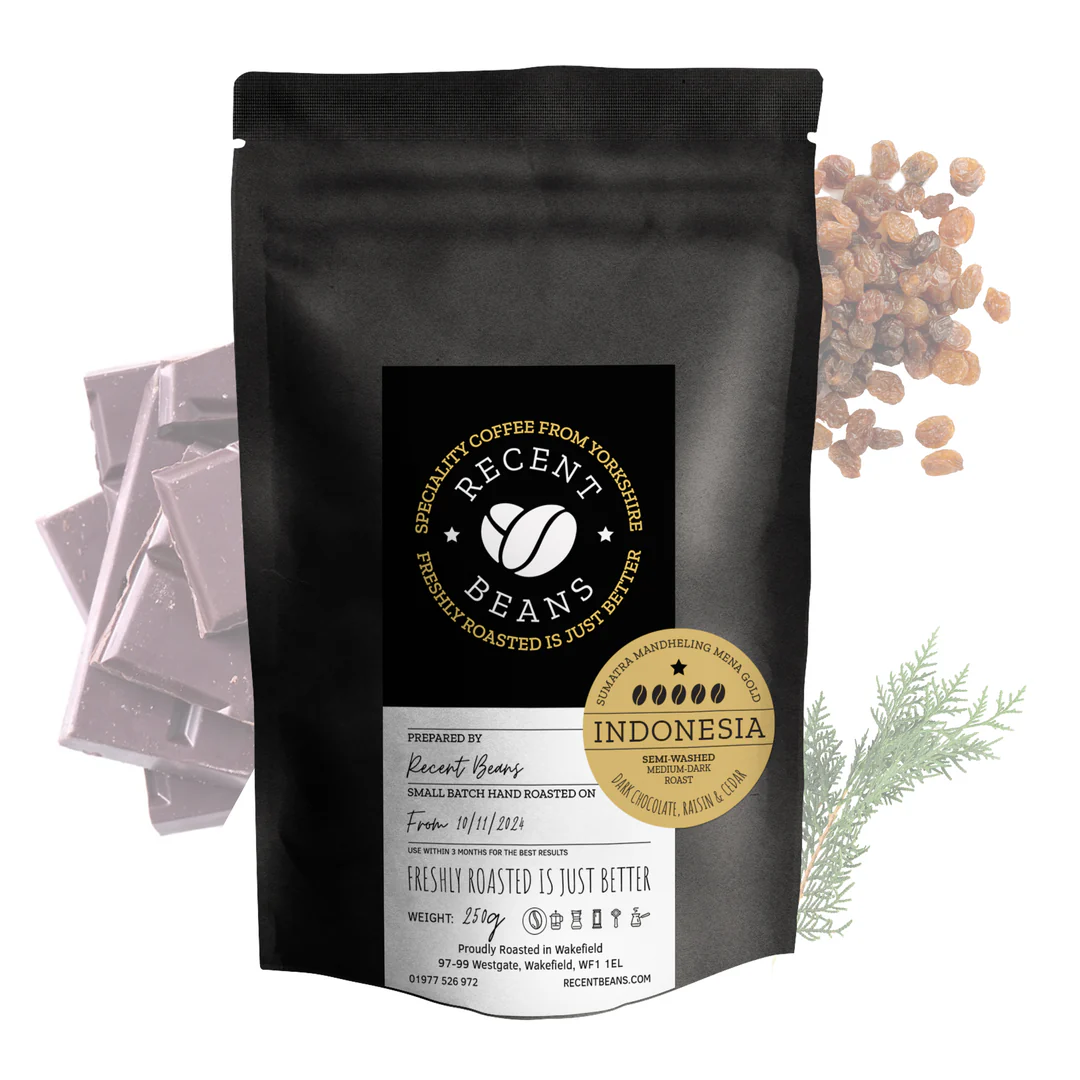 SPECIALITY COFFEE FROM YORKSHIRE
RECENT
BEANS
FRESHLY ROASTED IS JUST BETTER
SUMATRA MANDHELING MENA GOLD
INDONESIA
SEMI-WASHED
MEDIUM-DARK
ROAST
DARK CHOCOLATE, RAISIN & CEDAR
PREPARED BY
Recent Beans
SMALL BATCH HAND ROASTED ON
From 10/11/2024
USE WITHIN 3 MONTHS FOR THE BEST RESULTS
FRESHLY ROASTED IS JUST BETTER
WEIGHT: 250g
Proudly Roasted in Wakefield
97-99 Westgate, Wakefield, WF1 1EL
01977 526 972 RECENTBEANS.COM